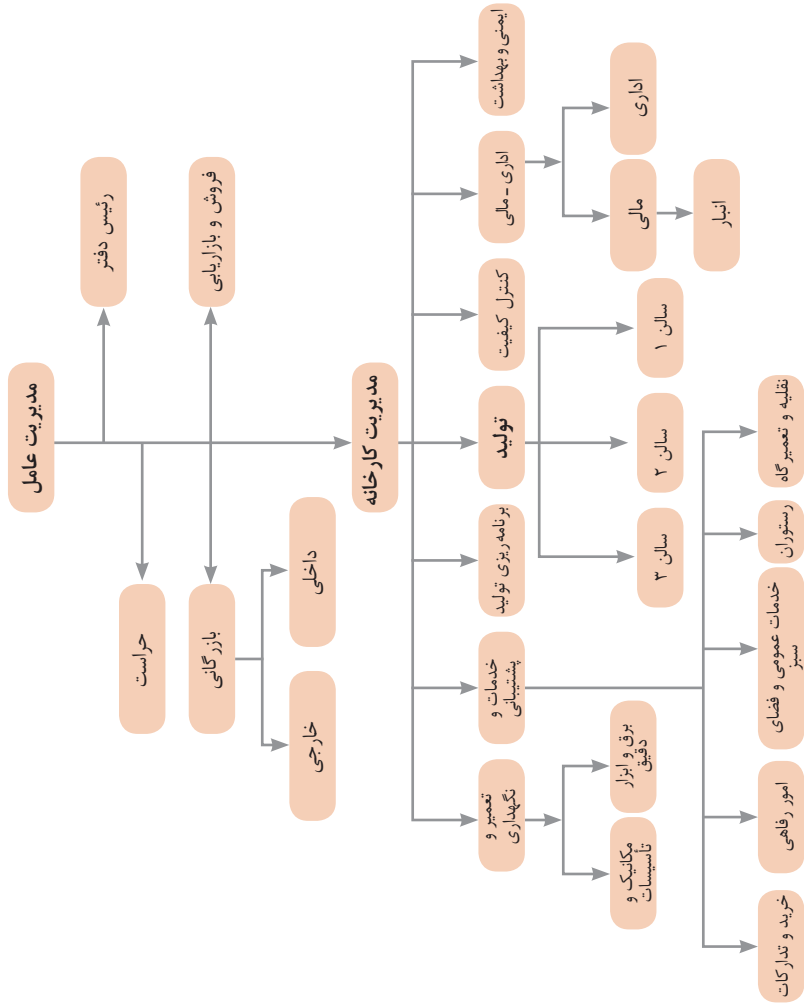 مدیریت عامل
رئیس دفتر
حراست
فروش و بازاریابی
بازرگانی
داخلی
خارجی
مدیریت کارخانه
ایمنی و بهداشت
اداری - مالی
کنترل کیفیت
تولید
برنامه ریزی تولید
خدمات و
پشتیبانی
تعمیر و
نگهداری
اداری
مالی
انبار
سالن ۱
سالن ۲
سالن ۳
برق و ابزار
دقیق
مکانیک و
تأسیسات
نقلیه و تعمیرگاه
رستوران
خدمات عمومی و فضای
سبز
امور رفاهی
خرید و تدارکات